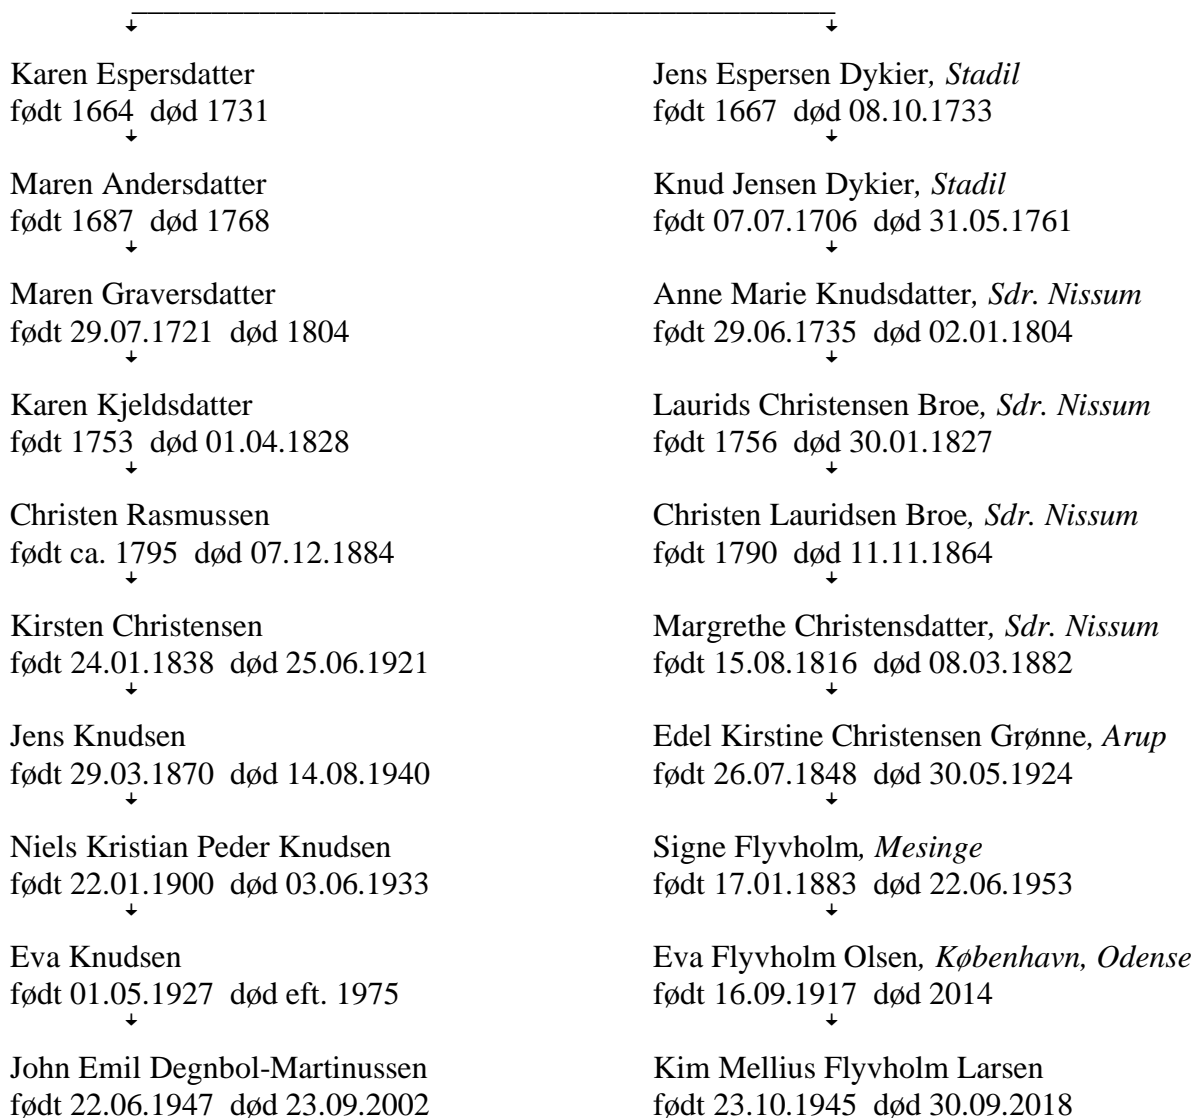 Karen Espersdatter
født 1664  død 1731
Jens Espersen Dykier, Stadil
født 1667  død 08.10.1733
Maren Andersdatter
født 1687  død 1768
Knud Jensen Dykier, Stadil
født 07.07.1706  død 31.05.1761
Maren Graversdatter
født 29.07.1721  død 1804
Anne Marie Knudsdatter, Sdr. Nissum
født 29.06.1735  død 02.01.1804
Karen Kjeldsdatter
født 1753  død 01.04.1828
Laurids Christensen Broe, Sdr. Nissum
født 1756  død 30.01.1827
Christen Rasmussen
født ca. 1795  død 07.12.1884
Christen Lauridsen Broe, Sdr. Nissum
født 1790  død 11.11.1864
Kirsten Christensen
født 24.01.1838  død 25.06.1921
Margrethe Christensdatter, Sdr. Nissum
født 15.08.1816  død 08.03.1882
Jens Knudsen
født 29.03.1870  død 14.08.1940
Edel Kirstine Christensen Grønne, Arup
født 26.07.1848  død 30.05.1924
Niels Kristian Peder Knudsen
født 22.01.1900  død 03.06.1933
Signe Flyvholm, Mesinge
født 17.01.1883  død 22.06.1953
Eva Knudsen
født 01.05.1927  død eft. 1975
Eva Flyvholm Olsen, København, Odense
født 16.09.1917  død 2014
John Emil Degnbol-Martinussen
født 22.06.1947  død 23.09.2002
Kim Mellius Flyvholm Larsen
født 23.10.1945  død 30.09.2018